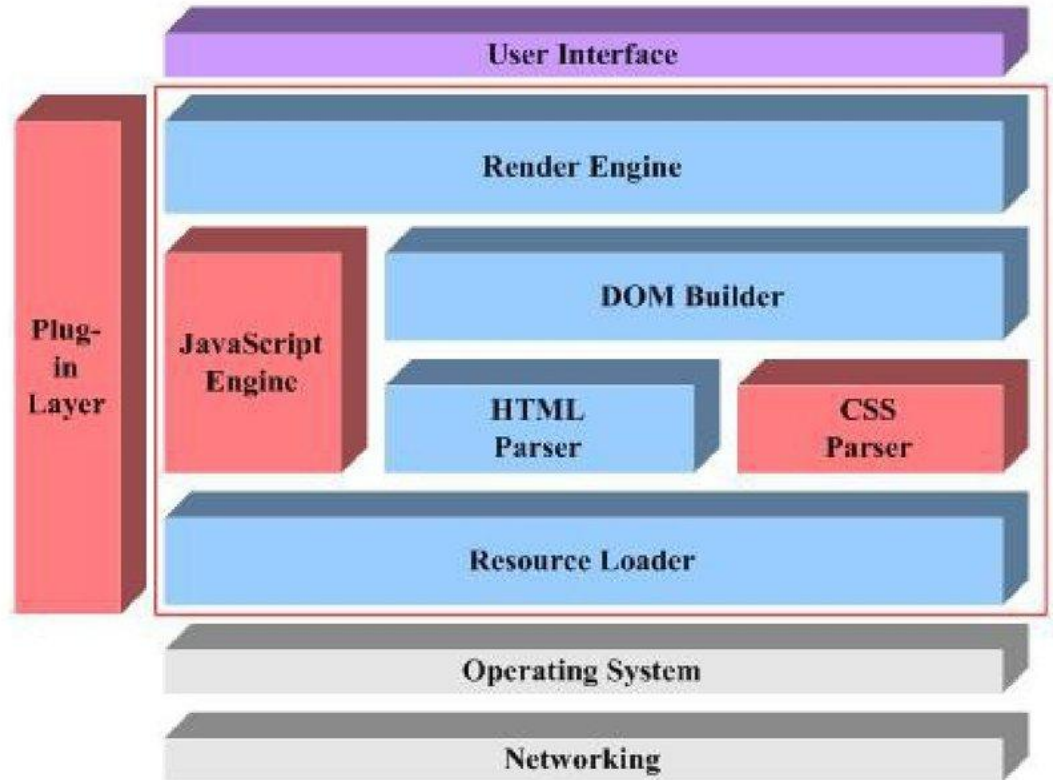 User Interface
Render Engine
Plug-
in
Layer
JavaScript
Engine
DOM Builder
HTML
Parser
CSS
Parser
Resource Loader
Operating System
Networking